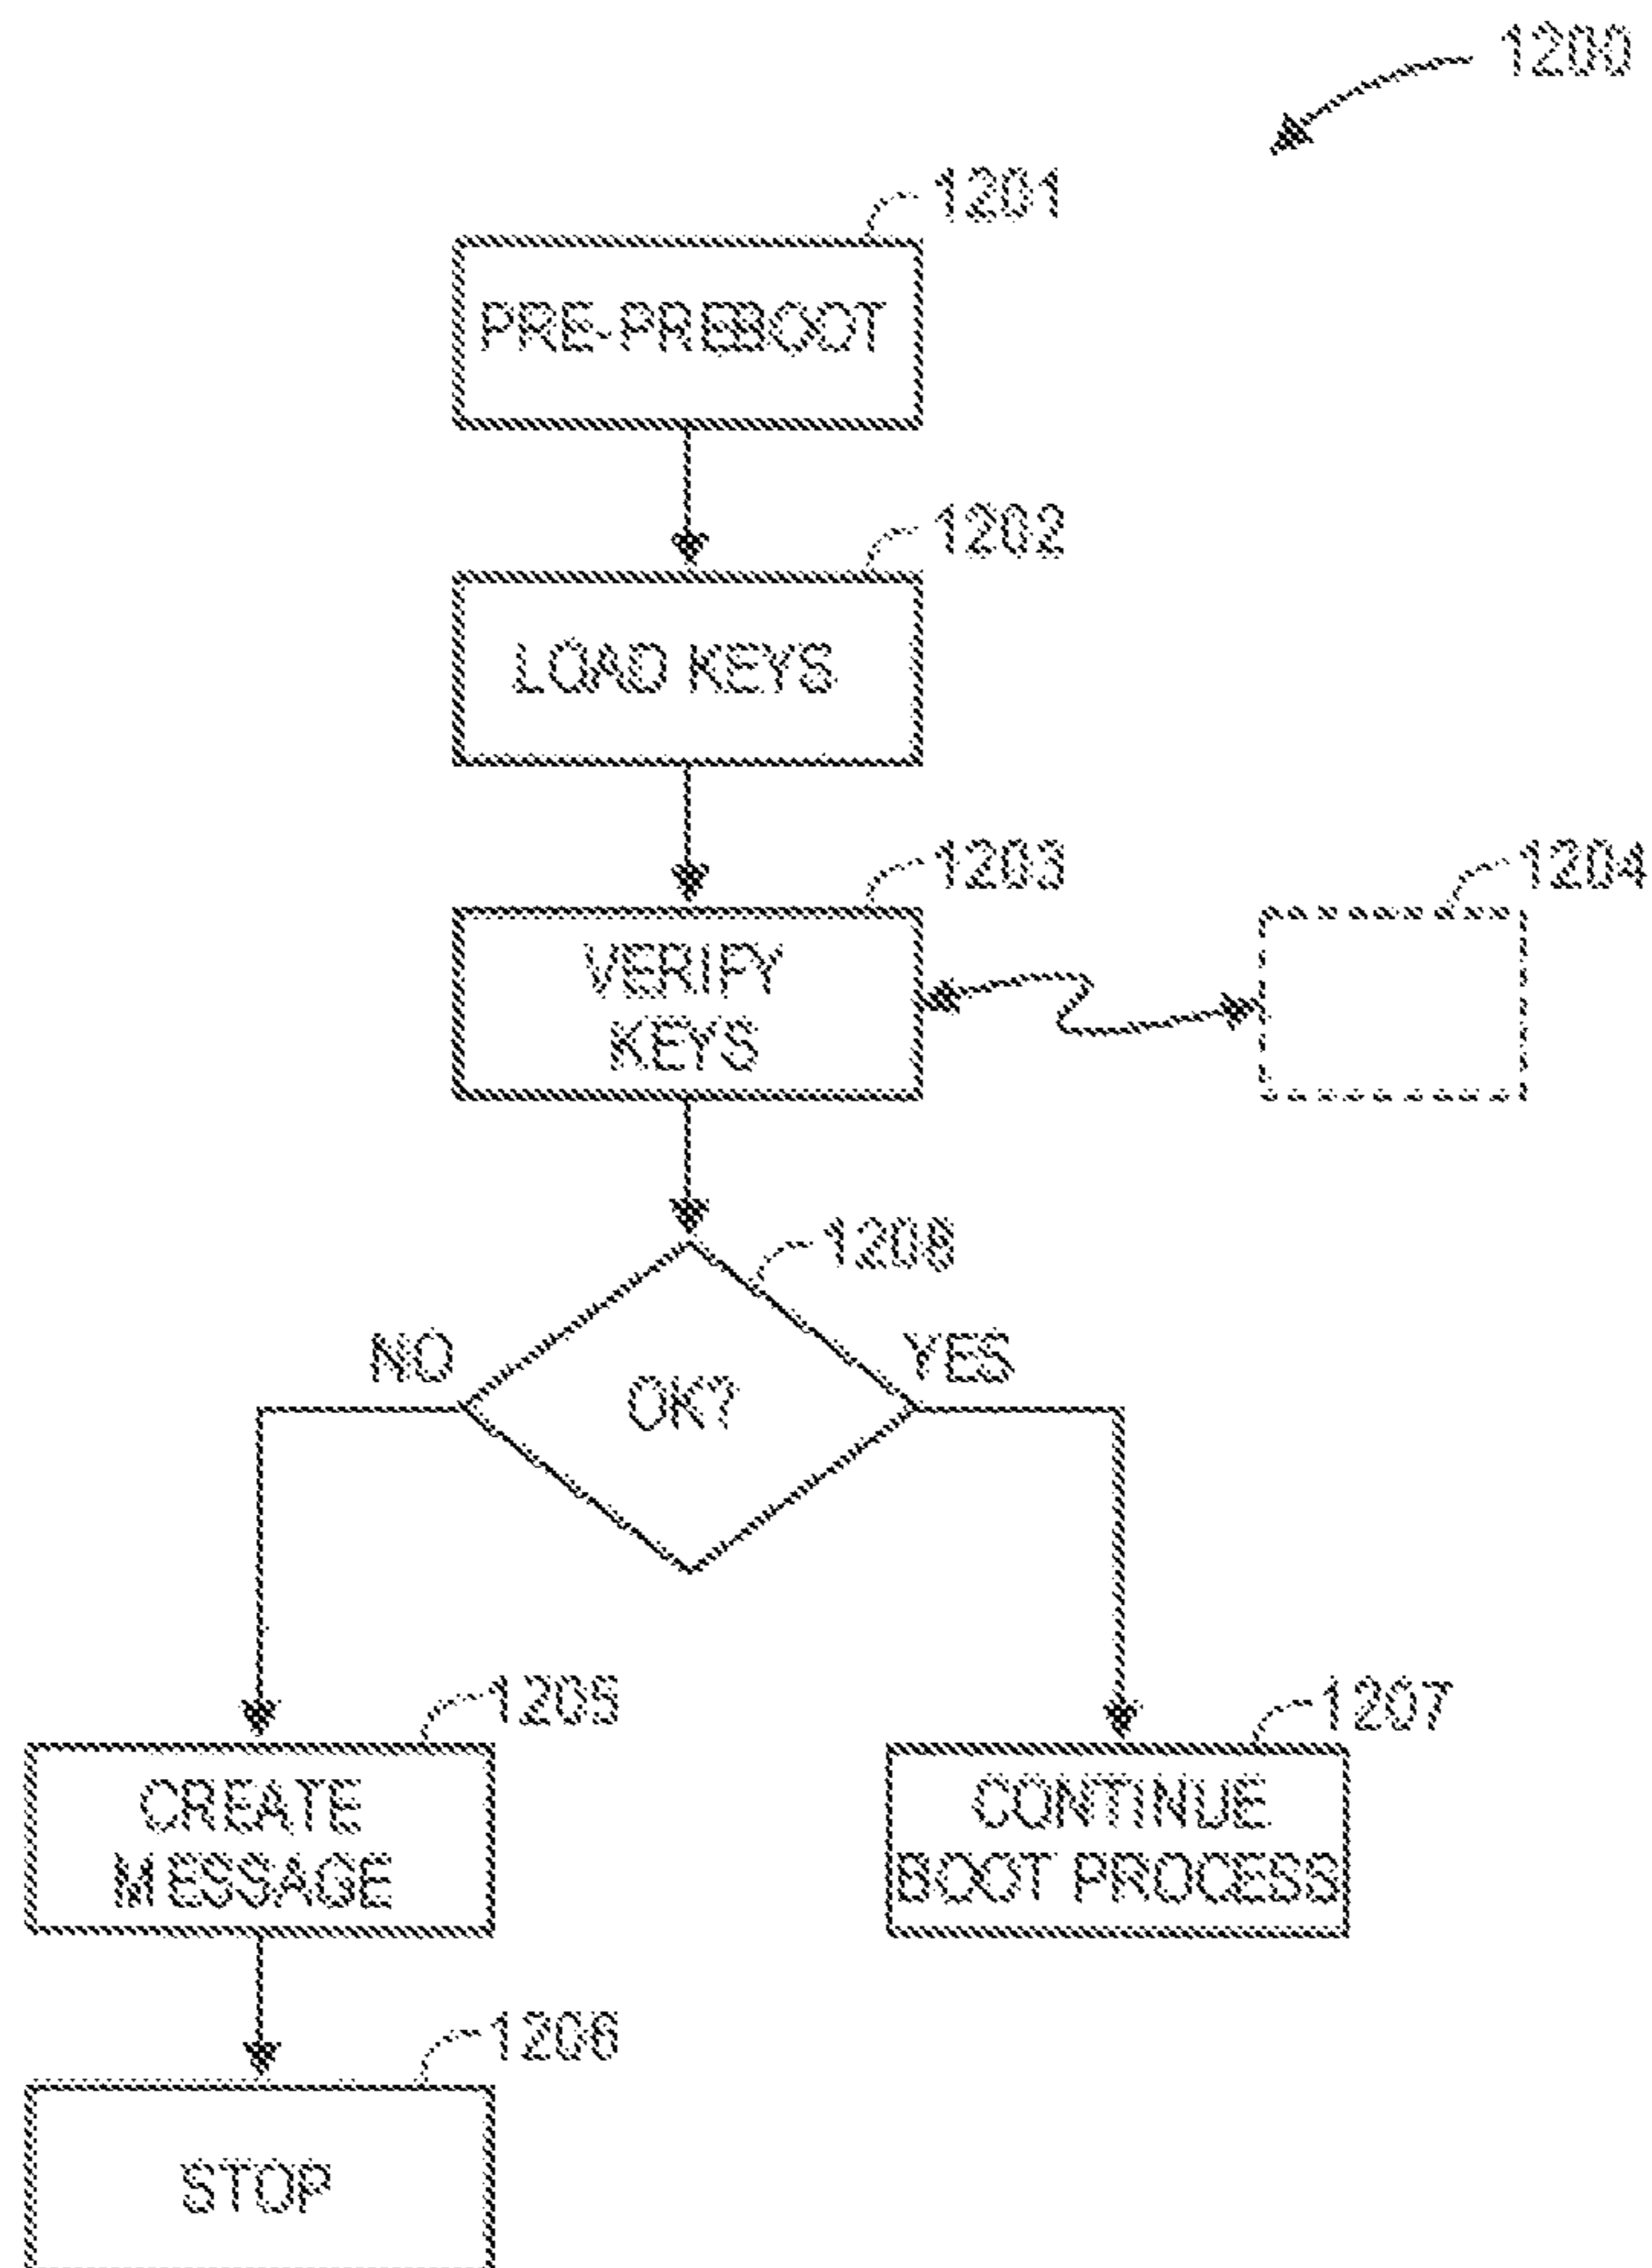 1200
1201
PRE-PREBOOT
1202
LOAD KEYS
1203
1204
VERIFY
KEYS
1208
NO
YES
OK?
1205
1207
CREATE
MESSAGE
CONTINUE
BOOT PROCESS
1206
STOP